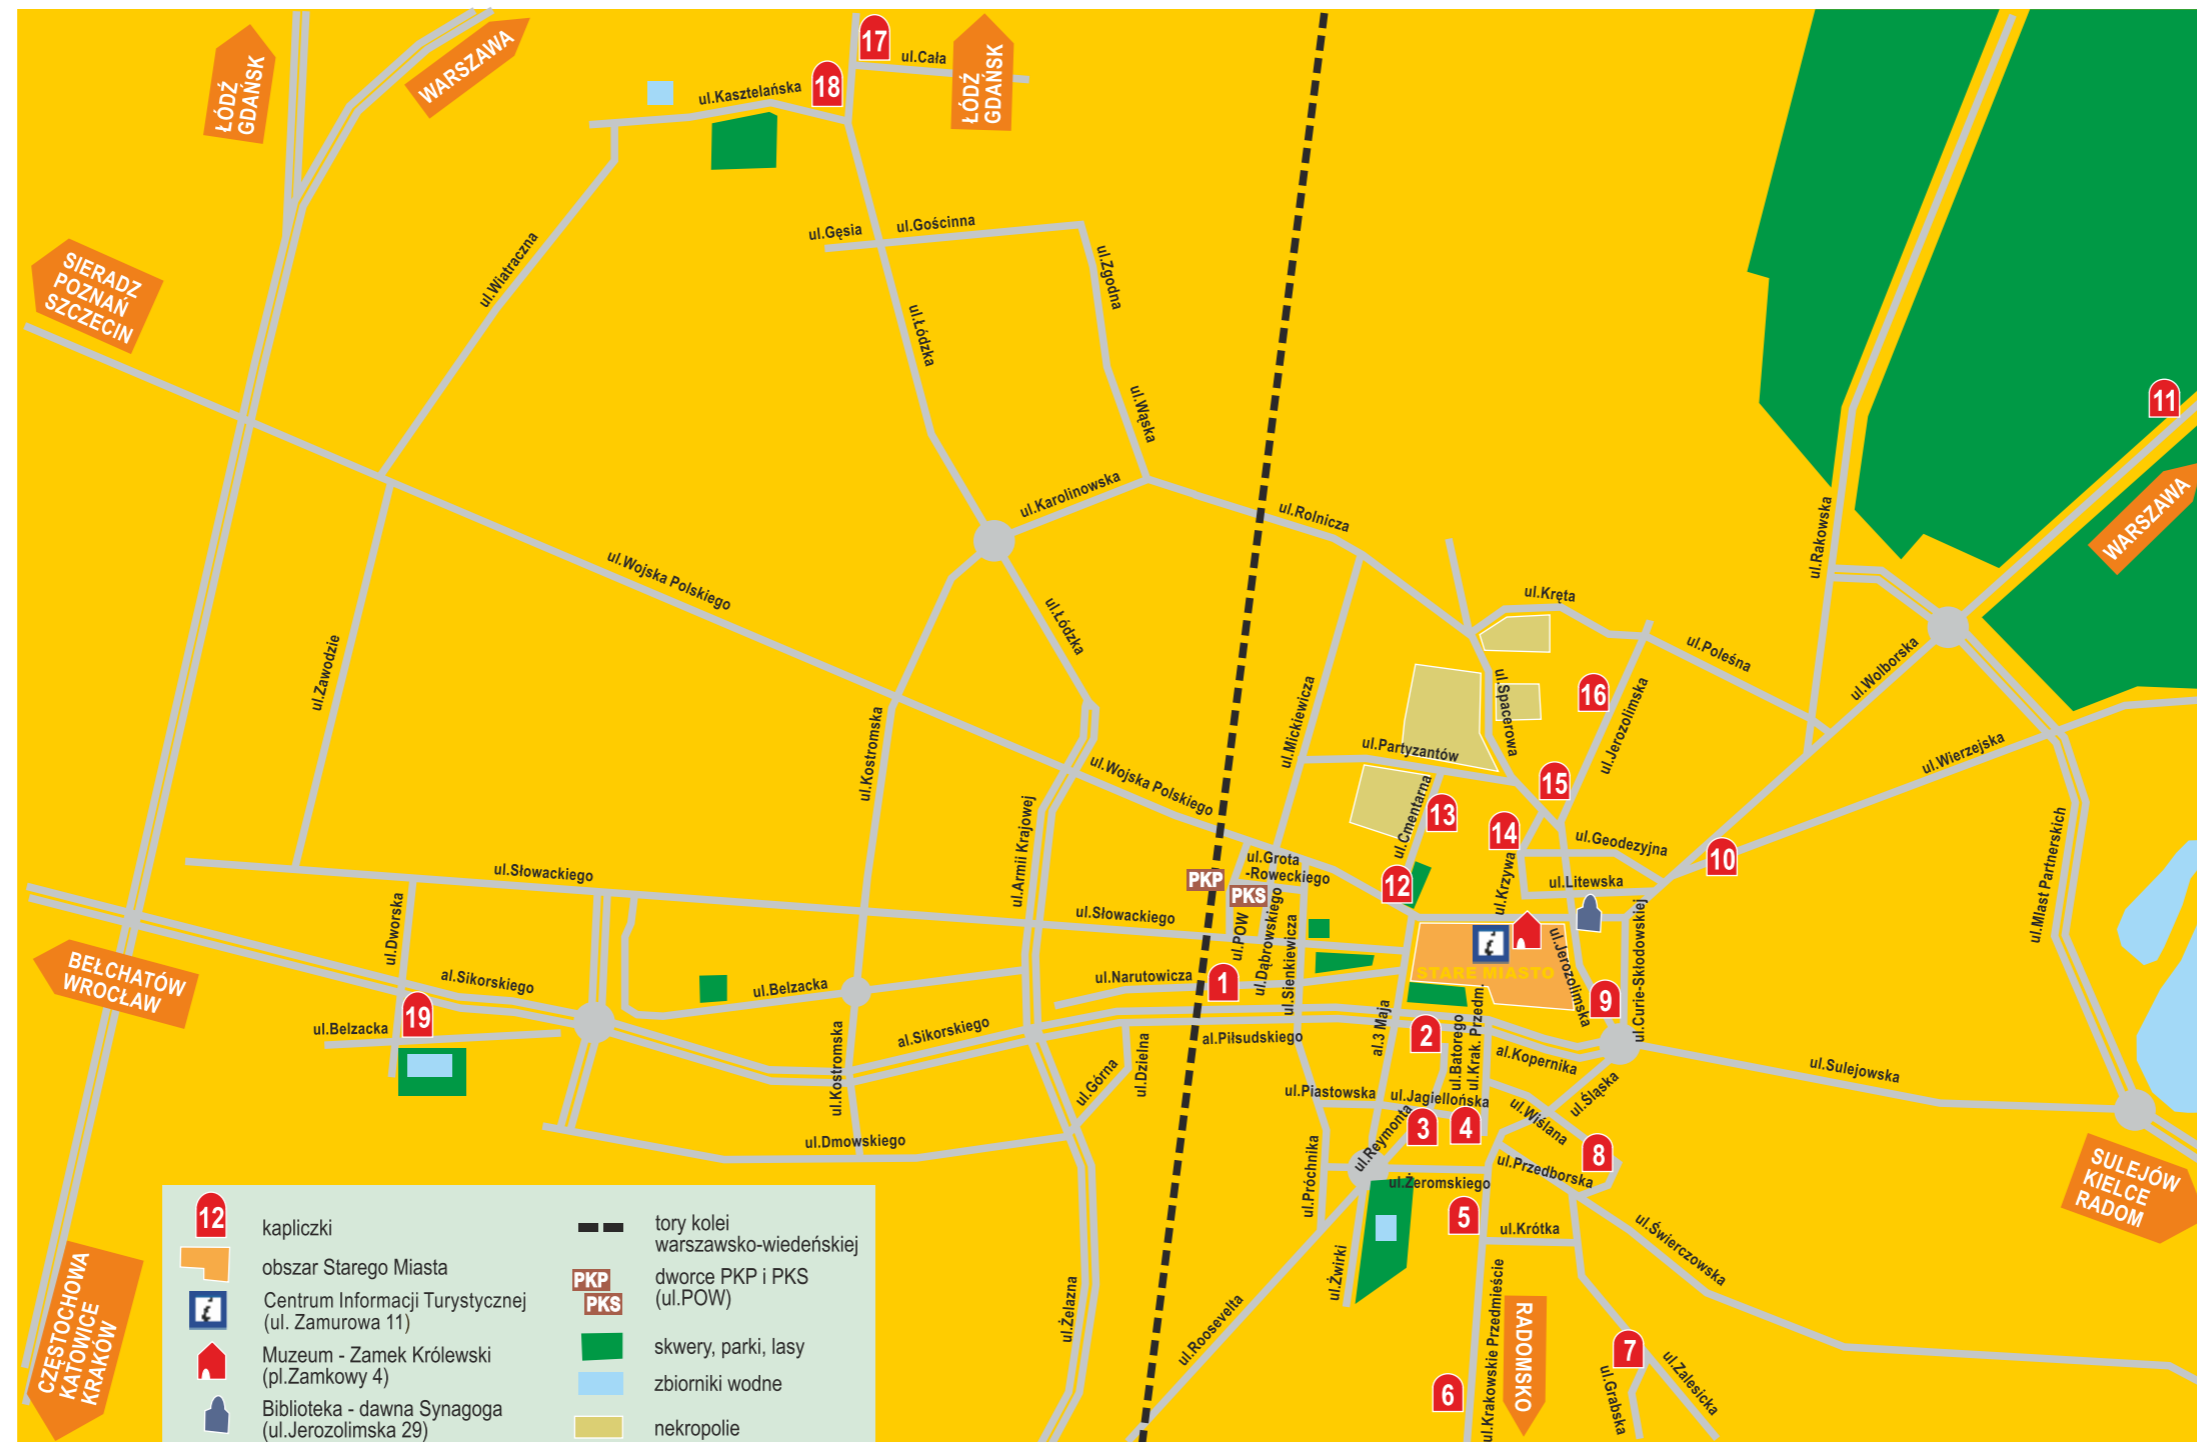 ŁÓDŹ
GDAŃSK
WARSZAWA
17
ul.Cała
ŁÓDŹ
GDAŃSK
18
ul.Kasztelańska
ul.Gęsia
ul.Gościnna
ul.Zgodna
ul.Wiatraczna
SIERADZ
POZNAŃ
SZCZECIN
ul.Łódzka
ul.Wąska
11
ul.Karolinowska
ul.Rolnicza
WARSZAWA
ul.Rakowska
ul.Wojska Polskiego
ul.Łódzka
ul.Kręta
ul.Poleśna
ul.Wolborska
ul.Zawodzie
ul.Kostromska
ul.Mickiewicza
ul.Spacerowa
16
ul.Jerozolimska
ul.Partyzantów
ul.Wierzejska
ul.Wojska Polskiego
15
ul.Cmentarna
13
14
ul.Geodezyjna
10
ul.Armii Krajowej
ul.Miast Partnerskich
ul.Słowackiego
ul.Grota
-Roweckiego
PKP
PKS
12
ul.Krzywa
ul.Litewska
ul.Dworska
ul.Słowackiego
ul.POW
ul.Dąbrowskiego
ul.Sienkiewicza
ul.Jerozolimska
ul.Curie-Skłodowskiej
STARE MIASTO
BEŁCHATÓW
WROCŁAW
al.Sikorskiego
ul.Belzacka
ul.Narutowicza
1
9
19
ul.Belzacka
al.Sikorskiego
al.Piłsudskiego
al.3 Maja
2
ul.Batorego
ul.Krak. Przedm.
al.Kopernika
ul.Kostromska
ul.Górna
ul.Dzielna
ul.Sulejowska
ul.Piastowska
ul.Jagiellońska
ul.Śląska
ul.Wiślana
3
4
ul.Reymonta
8
ul.Dmowskiego
ul.Próchnika
ul.Przedborska
ul.Żeromskiego
SULEJÓW
KIELCE
RADOM
5
ul.Krótka
ul.Świerczowska
ul.Żwirki
ul.Żelazna
ul.Roosevelta
ul.Krakowskie Przedmieście
RADOMSKO
7
ul.Zalesicka
ul.Grabska
6
CZĘSTOCHOWA
KATOWICE
KRAKÓW
12
kapliczki
obszar Starego Miasta
Centrum Informacji Turystycznej
(ul. Zamurowa 11)
Muzeum - Zamek Królewski
(pl.Zamkowy 4)
Biblioteka - dawna Synagoga
(ul.Jerozolimska 29)
tory kolei
warszawsko-wiedeńskiej
PKP
PKS
dworce PKP i PKS
(ul.POW)
skwery, parki, lasy
zbiorniki wodne
nekropolie